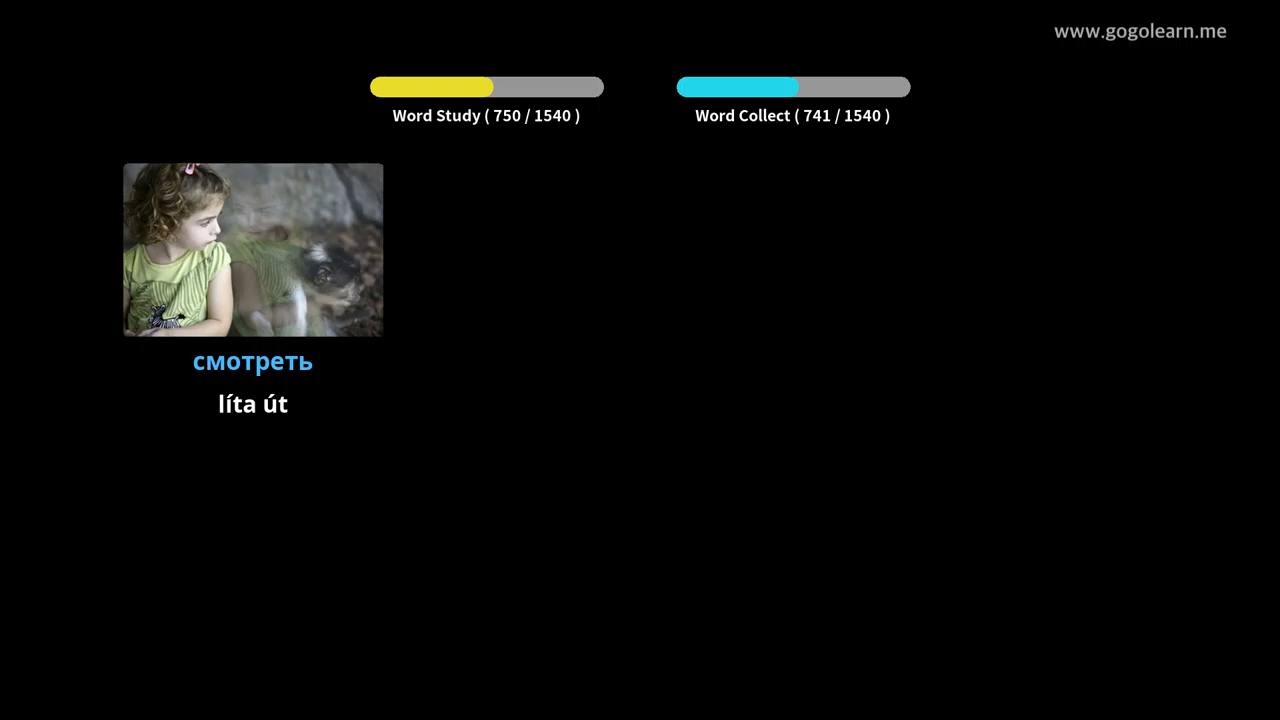 www.gogolearn.me
Word Study ( 750 / 1540 )
Word Collect ( 741 / 1540 )
смотреть
líta út